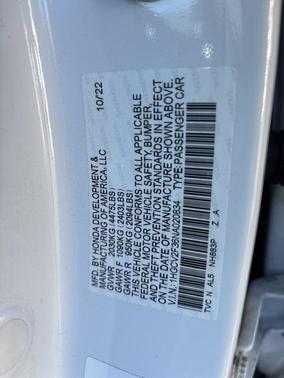 MFD. BY HONDA DEVELOPMENT & 10/22
MANUFACTURING OF AMERICA, LLC
GVWR 2030KG (4475LBS)
GAWR F 1090KG (2403LBS)
GAWR R 950KG (2094LBS)
THIS VEHICLE CONFORMS TO ALL APPLICABLE
FEDERAL MOTOR VEHICLE SAFETY, BUMPER,
AND THEFT PREVENTION STANDARDS IN EFFECT
ON THE DATE OF MANUFACTURE SHOWN ABOVE.
V.I.N.: TYPE:PASSENGER CAR
TVC N AL5 NH883P Z .A